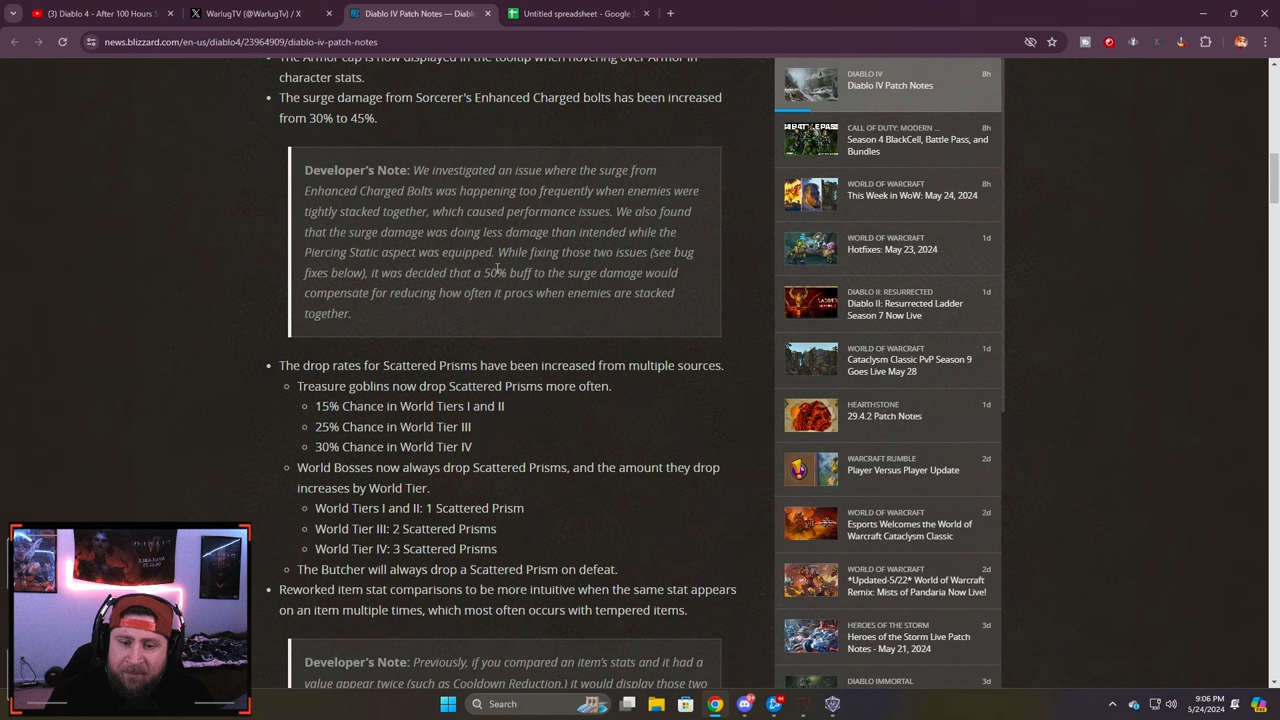 (3) Diablo 4 - After 100 Hours S
WarlugTV (@WarlugTV) / X
Diablo IV Patch Notes — Diablo
Untitled spreadsheet - Google S
news.blizzard.com/en-us/diablo4/23964909/diablo-iv-patch-notes
The Armor cap is now displayed in the tooltip when hovering over Armor in
character stats.
The surge damage from Sorcerer's Enhanced Charged bolts has been increased
from 30% to 45%.
Developer's Note: We investigated an issue where the surge from
Enhanced Charged Bolts was happening too frequently when enemies were
tightly stacked together, which caused performance issues. We also found
that the surge damage was doing less damage than intended while the
Piercing Static aspect was equipped. While fixing those two issues (see bug
fixes below), it was decided that a 50% buff to the surge damage would
compensate for reducing how often it procs when enemies are stacked
together.
The drop rates for Scattered Prisms have been increased from multiple sources.
Treasure goblins now drop Scattered Prisms more often.
15% Chance in World Tiers I and II
25% Chance in World Tier III
30% Chance in World Tier IV
World Bosses now always drop Scattered Prisms, and the amount they drop
increases by World Tier.
World Tiers I and II: 1 Scattered Prism
World Tier III: 2 Scattered Prisms
World Tier IV: 3 Scattered Prisms
The Butcher will always drop a Scattered Prism on defeat.
Reworked item stat comparisons to be more intuitive when the same stat appears
on an item multiple times, which most often occurs with tempered items.
Developer's Note: Previously, if you compared an item's stats and it had a
value appear twice (such as Cooldown Reduction,) it would display those two
DIABLO IV 8h
Diablo IV Patch Notes
CALL OF DUTY: MODERN ... 8h
Season 4 BlackCell, Battle Pass, and
Bundles
WORLD OF WARCRAFT 8h
This Week in WoW: May 24, 2024
WORLD OF WARCRAFT 1d
Hotfixes: May 23, 2024
DIABLO II: RESURRECTED 1d
Diablo II: Resurrected Ladder
Season 7 Now Live
WORLD OF WARCRAFT 1d
Cataclysm Classic PvP Season 9
Goes Live May 28
HEARTHSTONE 1d
29.4.2 Patch Notes
WARCRAFT RUMBLE 2d
Player Versus Player Update
WORLD OF WARCRAFT 2d
Esports Welcomes the World of
Warcraft Cataclysm Classic
WORLD OF WARCRAFT 2d
*Updated-5/22* World of Warcraft
Remix: Mists of Pandaria Now Live!
HEROES OF THE STORM 3d
Heroes of the Storm Live Patch
Notes - May 21, 2024
DIABLO IMMORTAL 3d
Search
9:06 PM
5/24/2024